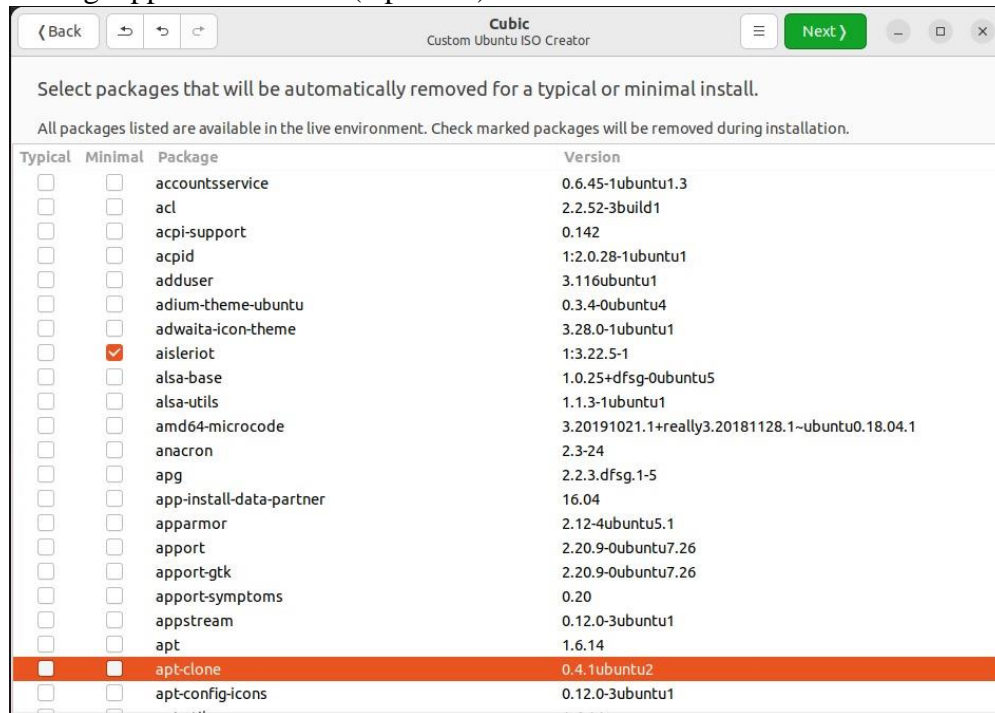 Back
Cubic
Custom Ubuntu ISO Creator
Next
Select packages that will be automatically removed for a typical or minimal install.
All packages listed are available in the live environment. Check marked packages will be removed during installation.
Typical Minimal Package Version
accountsservice 0.6.45-1ubuntu1.3
acl 2.2.52-3build1
acpi-support 0.142
acpid 1:2.0.28-1ubuntu1
adduser 3.116ubuntu1
adium-theme-ubuntu 0.3.4-0ubuntu4
adwaita-icon-theme 3.28.0-1ubuntu1
aisleriot 1:3.22.5-1
alsa-base 1.0.25+dfsg-0ubuntu5
alsa-utils 1.1.3-1ubuntu1
amd64-microcode 3.20191021.1+really3.20181128.1~ubuntu0.18.04.1
anacron 2.3-24
apg 2.2.3.dfsg.1-5
app-install-data-partner 16.04
apparmor 2.12-4ubuntu5.1
apport 2.20.9-0ubuntu7.26
apport-gtk 2.20.9-0ubuntu7.26
apport-symptoms 0.20
appstream 0.12.0-3ubuntu1
apt 1.6.14
apt-clone 0.4.1ubuntu2
apt-config-icons 0.12.0-3ubuntu1